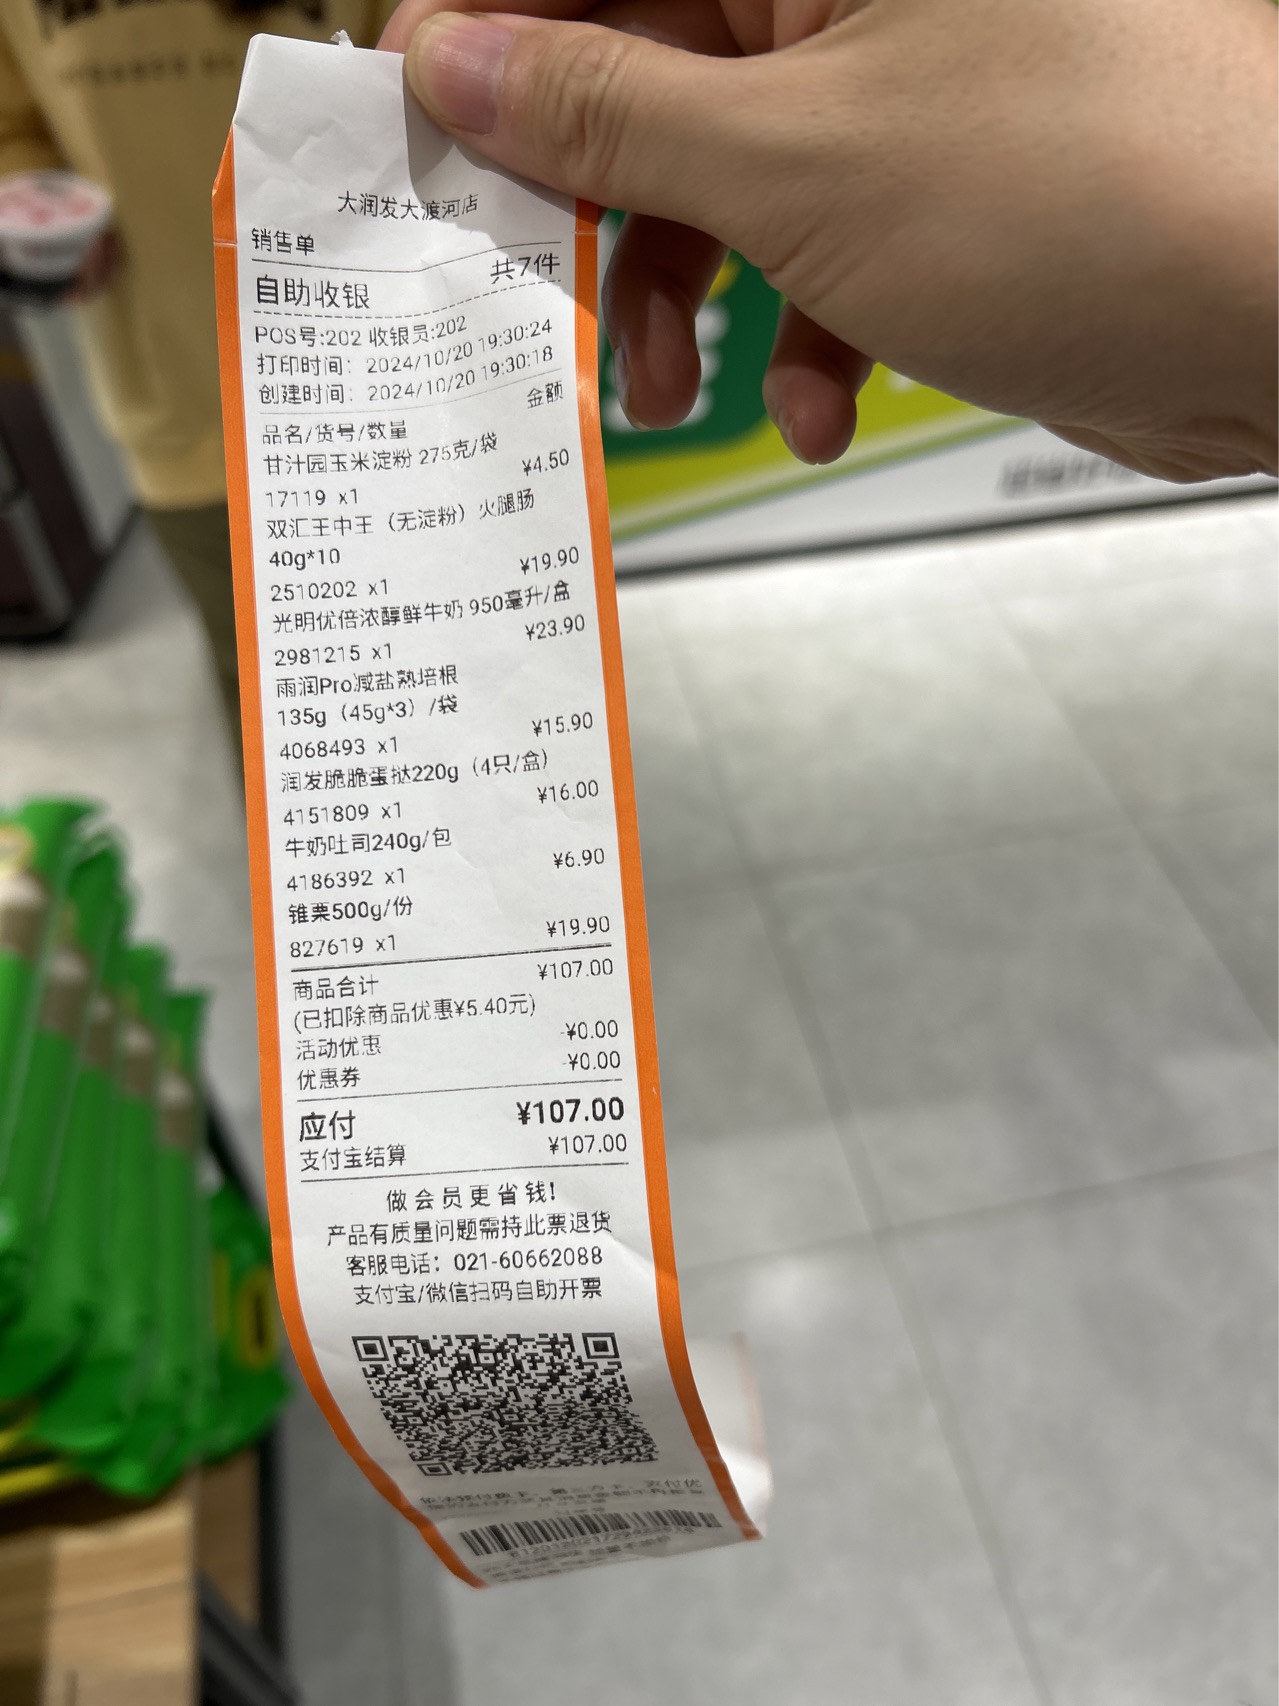 大润发大渡河店
销售单
自助收银 共7件
POS号:202 收银员:202
打印时间： 2024/10/20 19:30:24
创建时间： 2024/10/20 19:30:18
品名/货号/数量 金额
甘汁园玉米淀粉 275克/袋
17119 x1 ¥4.50
双汇王中王（无淀粉）火腿肠
40g*10
2510202 x1 ¥19.90
光明优倍浓醇鲜牛奶 950毫升/盒
2981215 x1 ¥23.90
雨润Pro减盐熟培根
135g（45g*3）/袋
4068493 x1 ¥15.90
润发脆脆蛋挞220g（4只/盒）
4151809 x1 ¥16.00
牛奶吐司240g/包
4186392 x1 ¥6.90
锥栗500g/份
827619 x1 ¥19.90
商品合计 ¥107.00
(已扣除商品优惠¥5.40元)
活动优惠 -¥0.00
优惠券 -¥0.00
应付 ¥107.00
支付宝结算 ¥107.00
做会员更省钱!
产品有质量问题需持此票退货
客服电话：021-60662088
支付宝/微信扫码自助开票